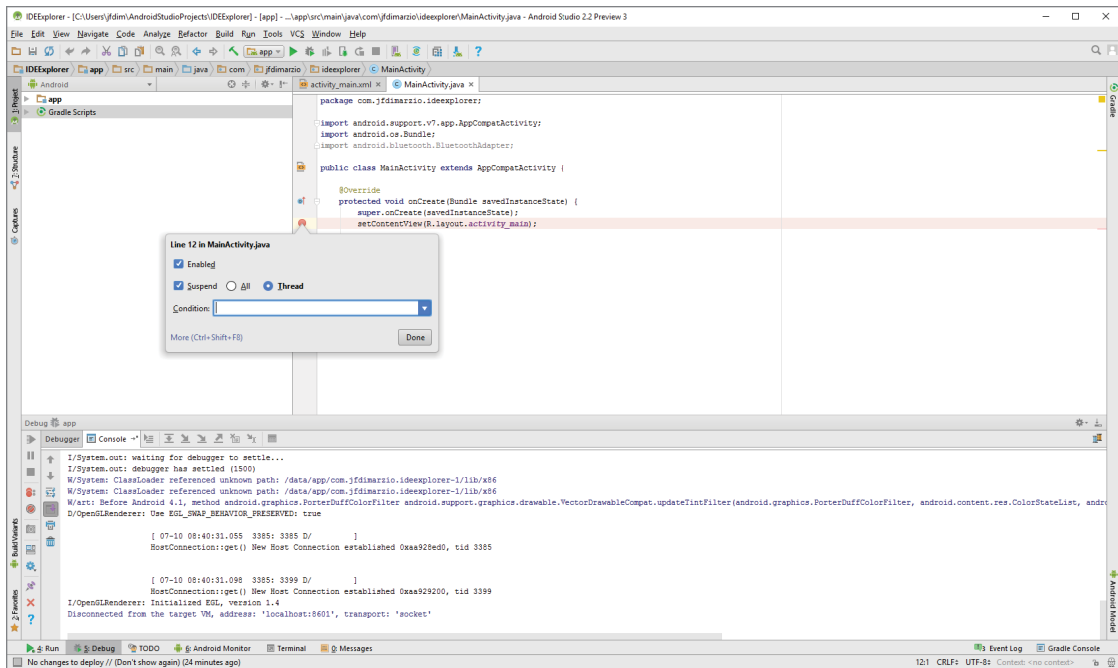 IDEExplorer - [C:\Users\jfdim\AndroidStudioProjects\IDEExplorer] - [app] - ...\app\src\main\java\com\jfdimarzio\ideexplorer\MainActivity.java - Android Studio 2.2 Preview 3
File Edit View Navigate Code Analyze Refactor Build Run Tools VCS Window Help
app
IDEExplorer app src main java com jfdimarzio ideexplorer MainActivity
Android
activity_main.xml × MainActivity.java ×
1: Project
Gradle
app
Gradle Scripts
package com.jfdimarzio.ideexplorer;
import android.support.v7.app.AppCompatActivity;
import android.os.Bundle;
import android.bluetooth.BluetoothAdapter;
public class MainActivity extends AppCompatActivity {
@Override
protected void onCreate(Bundle savedInstanceState) {
super.onCreate(savedInstanceState);
setContentView(R.layout.activity_main);
7: Structure
Captures
Line 12 in MainActivity.java
Enabled
Suspend All Thread
Condition:
More (Ctrl+Shift+F8) Done
Debug app
Debugger Console
I/System.out: waiting for debugger to settle...
I/System.out: debugger has settled (1500)
W/System: ClassLoader referenced unknown path: /data/app/com.jfdimarzio.ideexplorer-1/lib/x86
W/System: ClassLoader referenced unknown path: /data/app/com.jfdimarzio.ideexplorer-1/lib/x86
W/art: Before Android 4.1, method android.graphics.PorterDuffColorFilter android.support.graphics.drawable.VectorDrawableCompat.updateTintFilter(android.graphics.PorterDuffColorFilter, android.content.res.ColorStateList, andro
D/OpenGLRenderer: Use EGL_SWAP_BEHAVIOR_PRESERVED: true
[ 07-10 08:40:31.055 3385: 3385 D/ ]
HostConnection::get() New Host Connection established 0xaa928ed0, tid 3385
[ 07-10 08:40:31.098 3385: 3399 D/ ]
HostConnection::get() New Host Connection established 0xaa929200, tid 3399
I/OpenGLRenderer: Initialized EGL, version 1.4
Disconnected from the target VM, address: 'localhost:8601', transport: 'socket'
Build Variants
2: Favorites
Android Model
4: Run 5: Debug TODO 6: Android Monitor Terminal 0: Messages Event Log Gradle Console
No changes to deploy // (Don't show again) (24 minutes ago) 12:1 CRLF÷ UTF-8÷ Context: <no context>